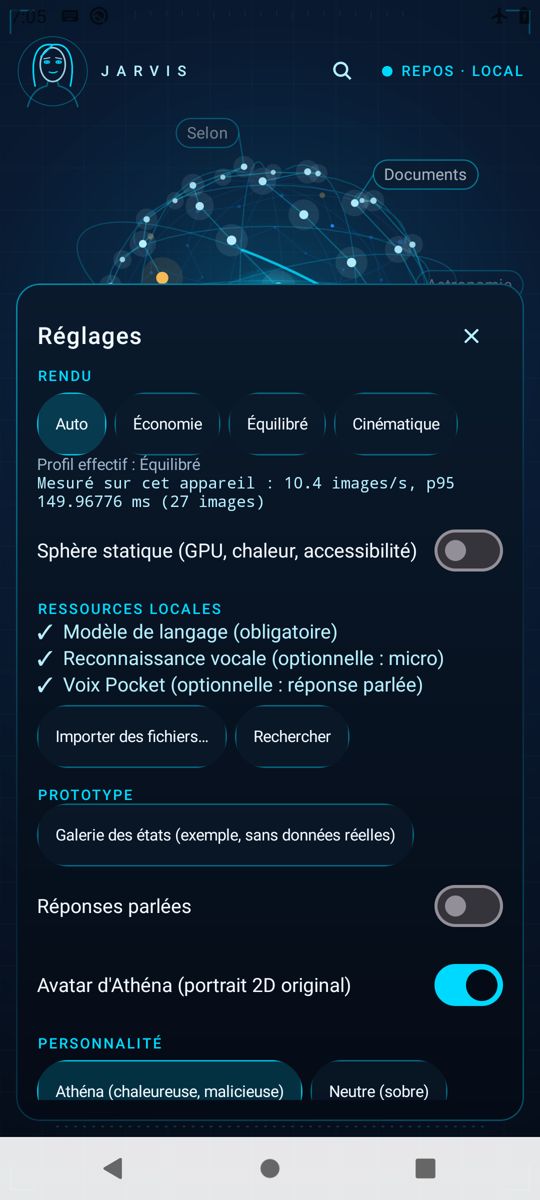 7:05
JARVIS
REPOS · LOCAL
Selon
Documents
Astronomie
Réglages
RENDU
Auto
Économie
Équilibré
Cinématique
Profil effectif : Équilibré
Mesuré sur cet appareil : 10.4 images/s, p95
149.96776 ms (27 images)
Sphère statique (GPU, chaleur, accessibilité)
RESSOURCES LOCALES
✓ Modèle de langage (obligatoire)
✓ Reconnaissance vocale (optionnelle : micro)
✓ Voix Pocket (optionnelle : réponse parlée)
Importer des fichiers…
Rechercher
PROTOTYPE
Galerie des états (exemple, sans données réelles)
Réponses parlées
Avatar d'Athéna (portrait 2D original)
PERSONNALITÉ
Athéna (chaleureuse, malicieuse)
Neutre (sobre)